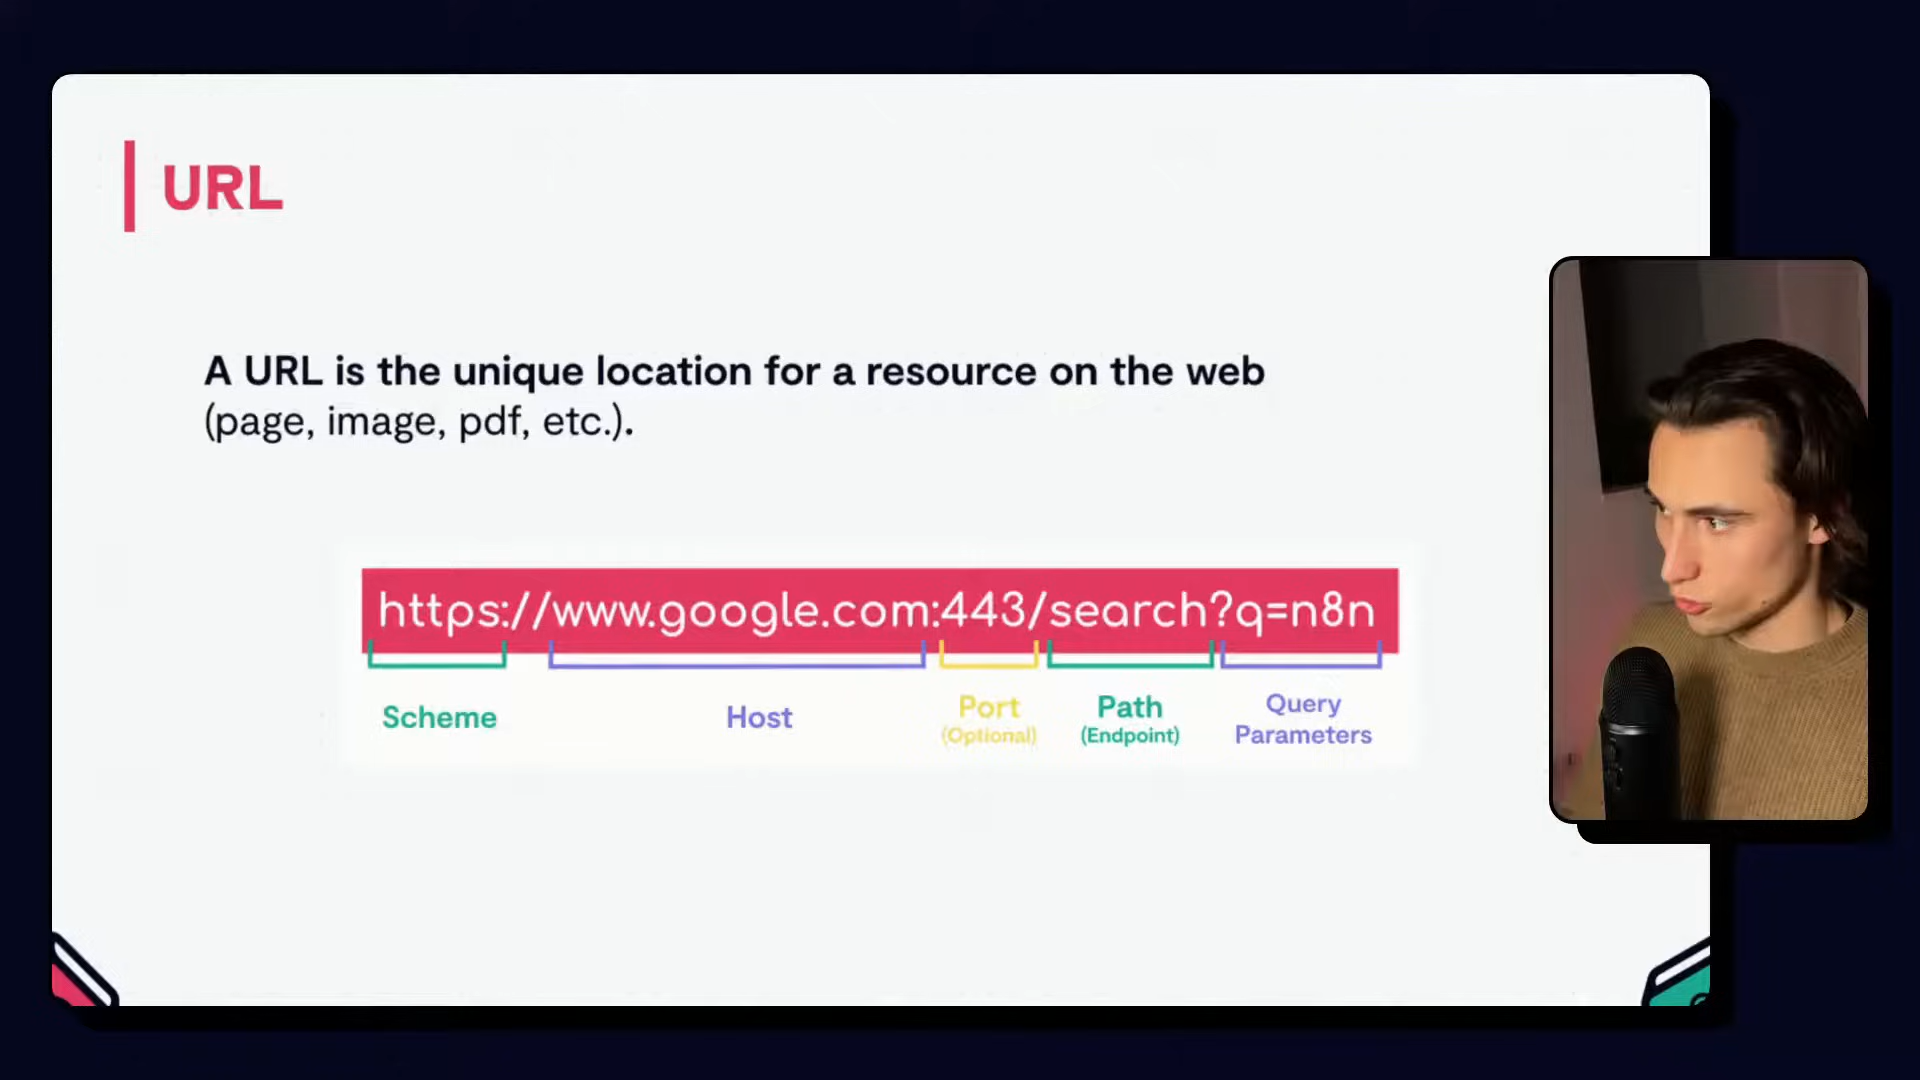 URL
A URL is the unique location for a resource on the web
(page, image, pdf, etc.).
https://www.google.com:443/search?q=n8n
Scheme
Host
Port
(Optional)
Path
(Endpoint)
Query
Parameters